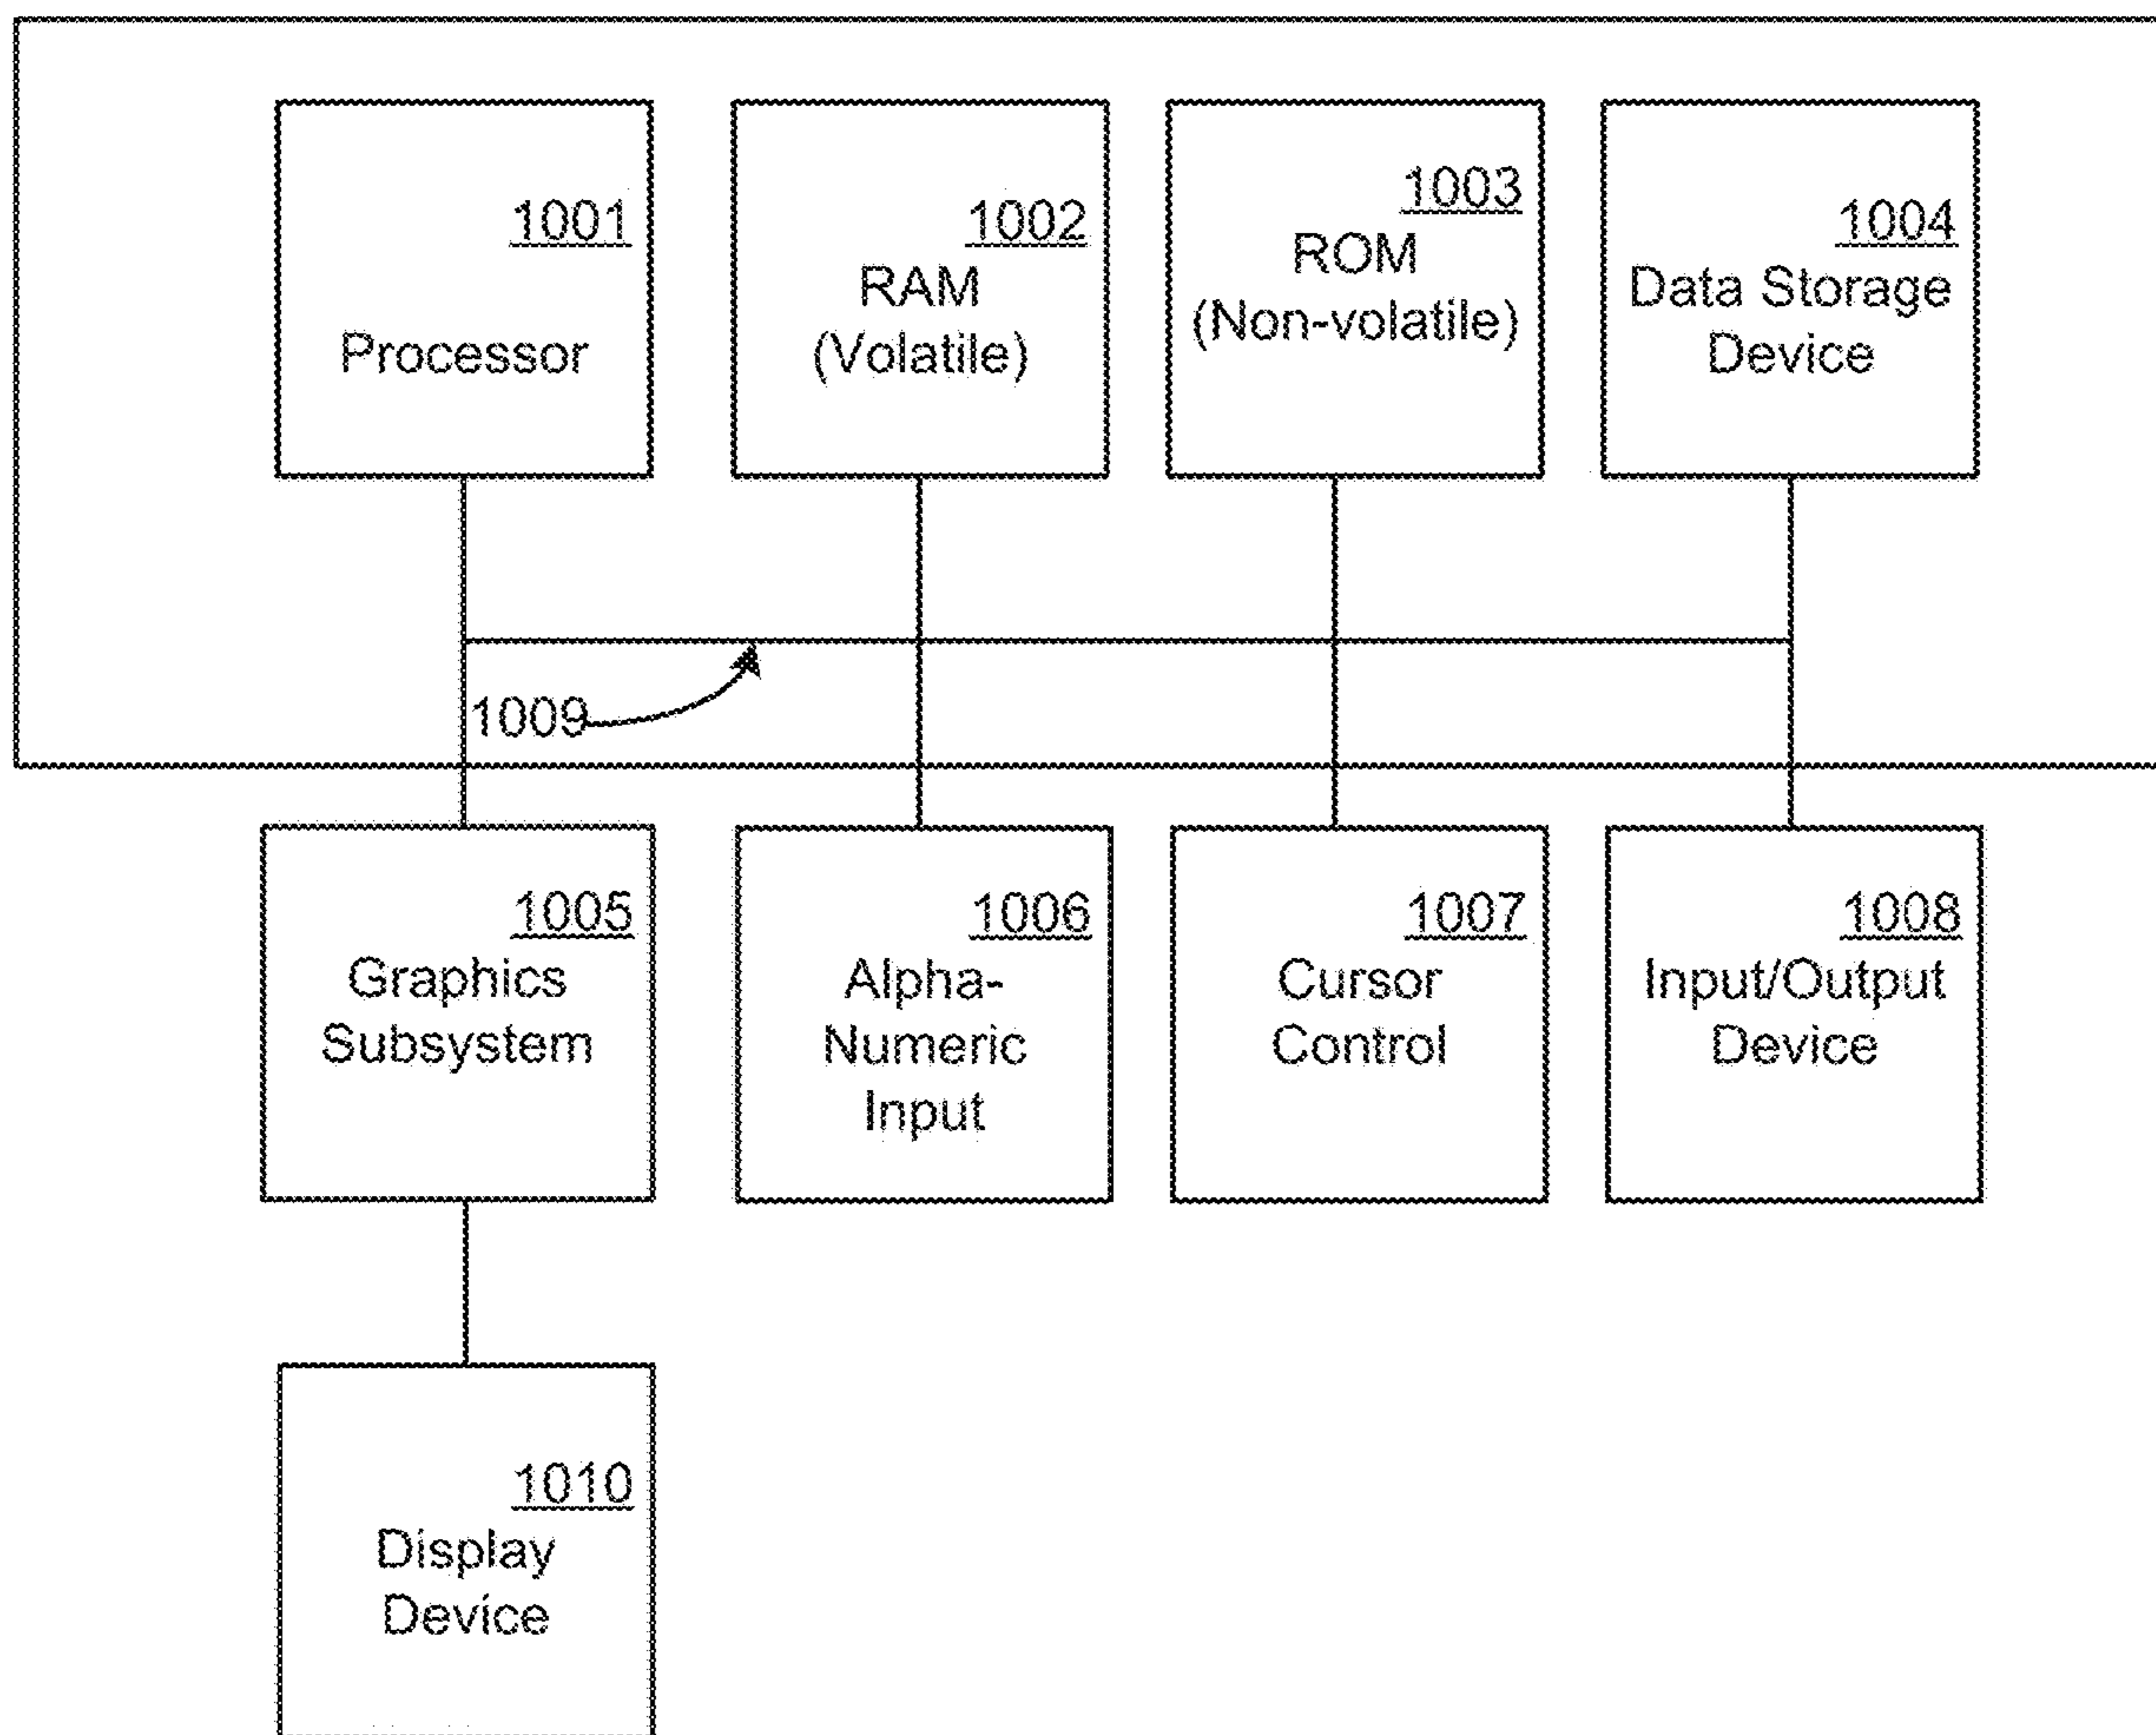 1001
Processor
1002
RAM
(Volatile)
1003
ROM
(Non-volatile)
1004
Data Storage
Device
1009
1005
Graphics
Subsystem
1006
Alpha-
Numeric
Input
1007
Cursor
Control
1008
Input/Output
Device
1010
Display
Device